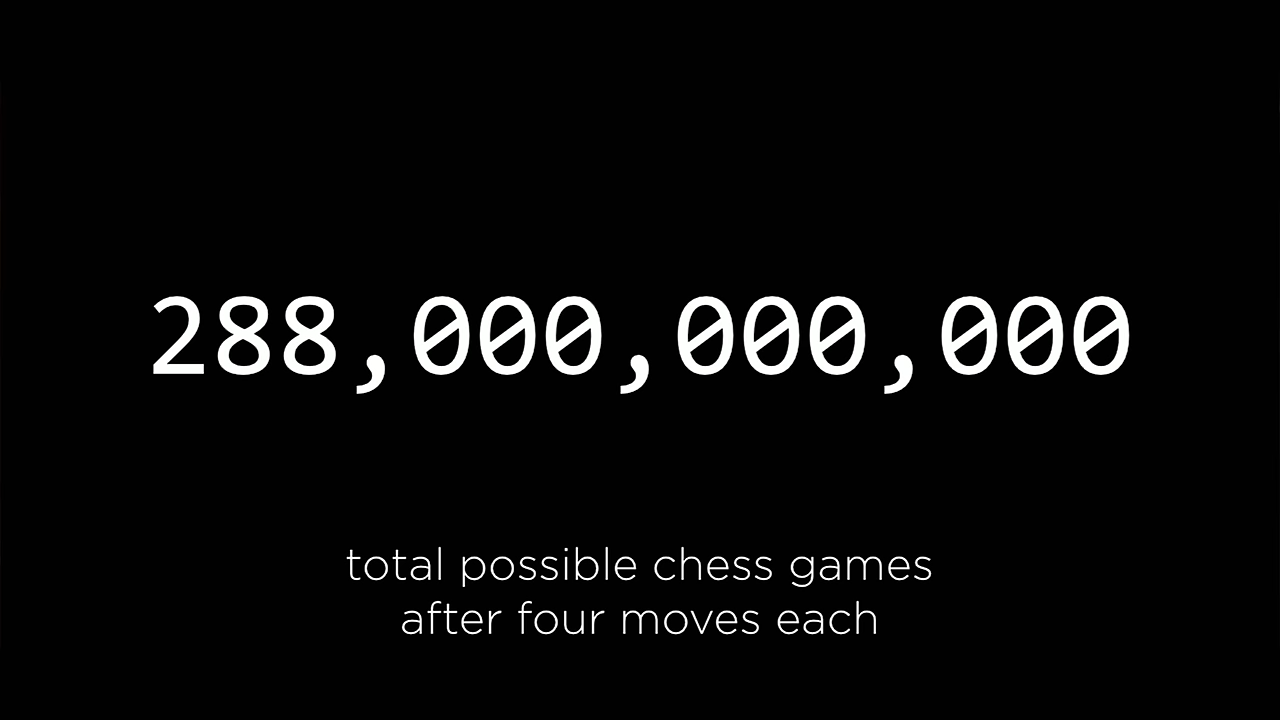 288,000,000,000
total possible chess games
after four moves each